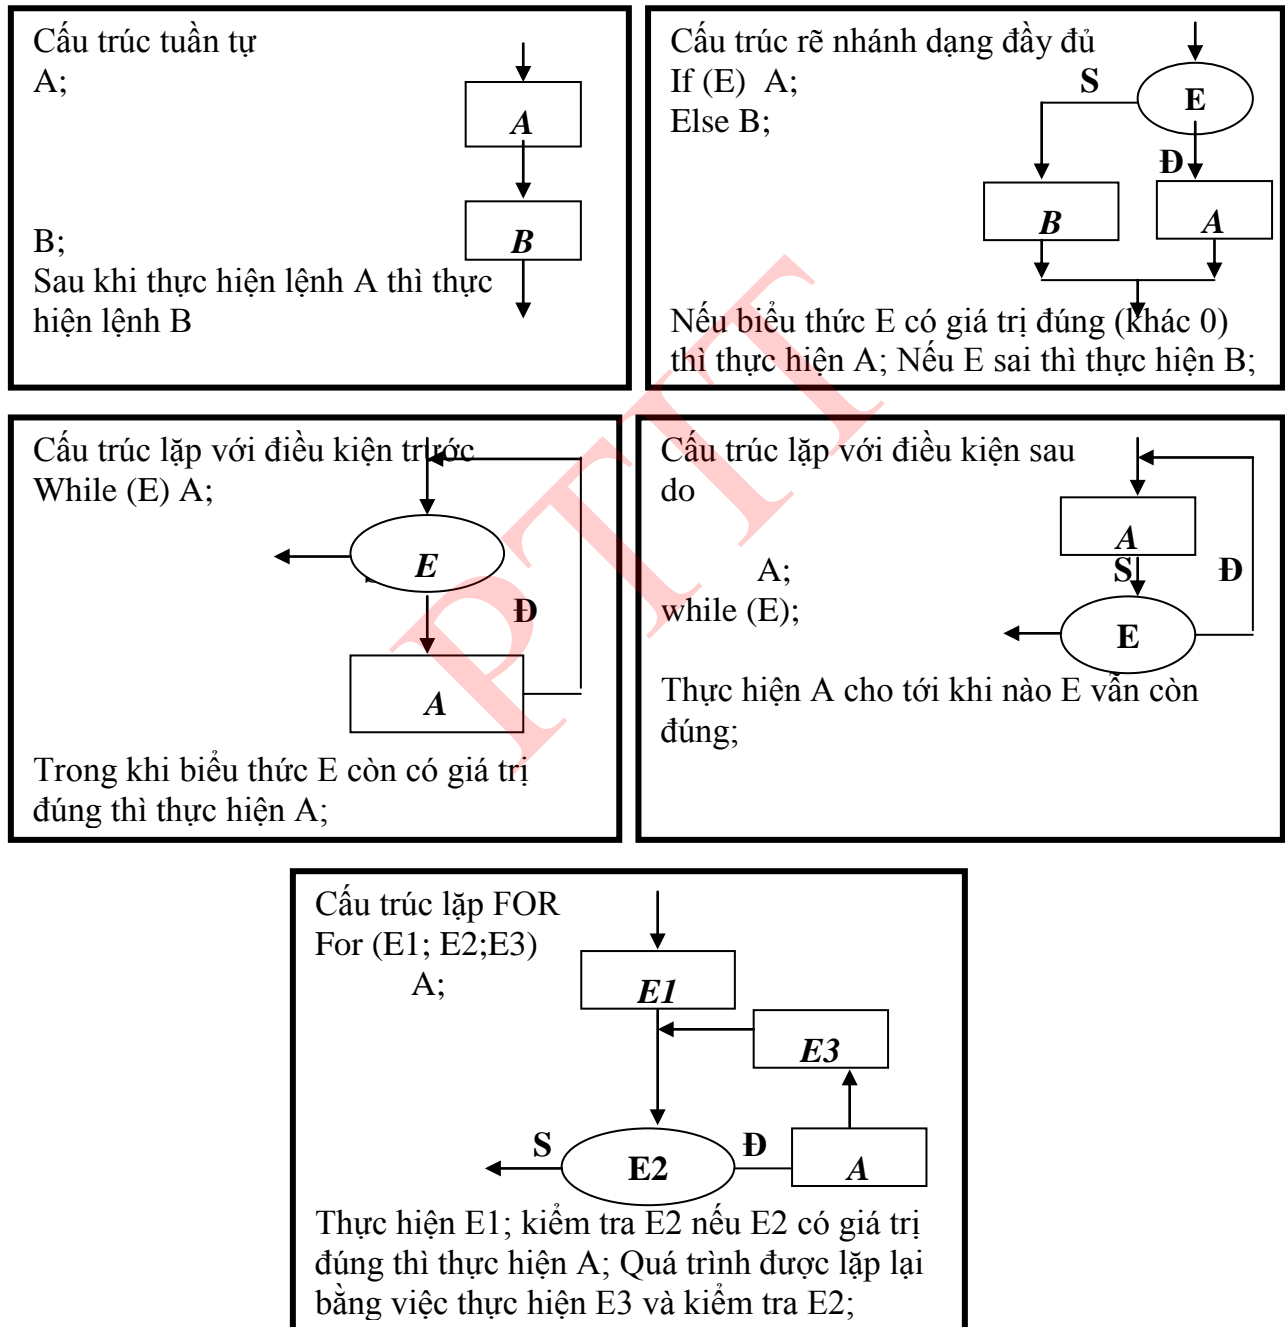 Cấu trúc tuần tự
A;
A
B
B;
Sau khi thực hiện lệnh A thì thực
hiện lệnh B
Cấu trúc rẽ nhánh dạng đầy đủ
If (E)  A;
Else B;
S
E
Đ
B
A
Nếu biểu thức E có giá trị đúng (khác 0)
thì thực hiện A; Nếu E sai thì thực hiện B;
Cấu trúc lặp với điều kiện trước
While (E) A;
E
Đ
A
Trong khi biểu thức E còn có giá trị
đúng thì thực hiện A;
Cấu trúc lặp với điều kiện sau
do
A
A;
S
Đ
while (E);
E
Thực hiện A cho tới khi nào E vẫn còn
đúng;
Cấu trúc lặp FOR
For (E1; E2;E3)
A;
E1
E3
S
E2
Đ
A
Thực hiện E1; kiểm tra E2 nếu E2 có giá trị
đúng thì thực hiện A; Quá trình được lặp lại
bằng việc thực hiện E3 và kiểm tra E2;
PTIT